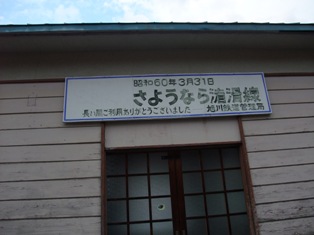 昭和60年3月31日
さようなら渚滑線
長い間ご利用ありがとうございました 旭川鉄道管理局